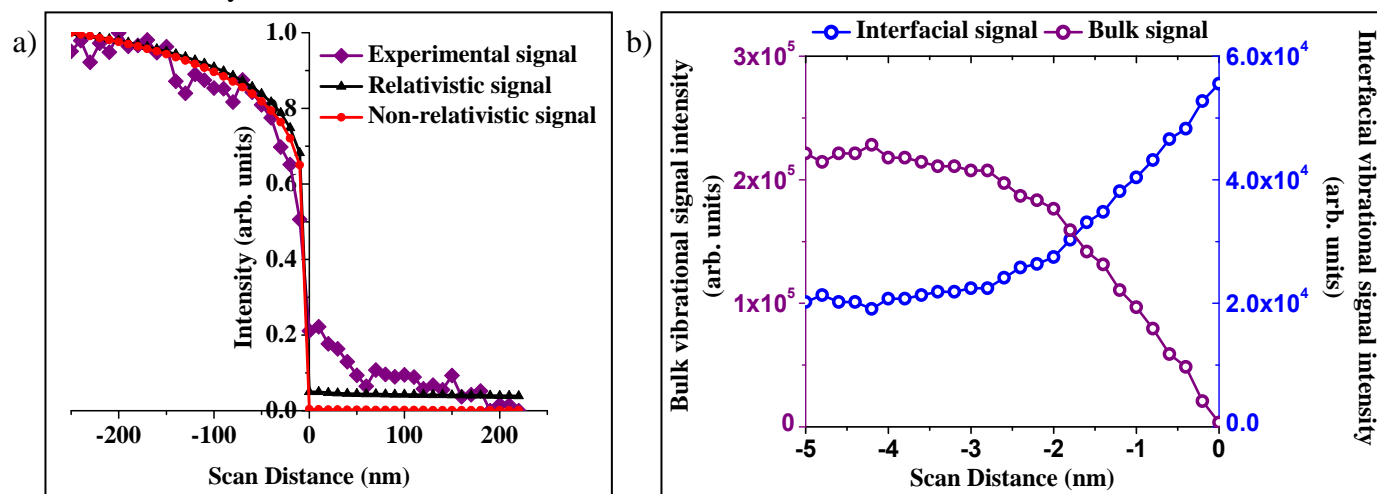 a)
Intensity (arb. units)
1.0
0.8
0.6
0.4
0.2
0.0
Experimental signal
Relativistic signal
Non-relativistic signal
-200
-100
0
100
200
Scan Distance (nm)
b)
Interfacial signal
Bulk signal
Bulk vibrational signal intensity
(arb. units)
3x10⁵
2x10⁵
1x10⁵
0
6.0x10⁴
4.0x10⁴
2.0x10⁴
0.0
Interfacial vibrational signal intensity
(arb. units)
-5
-4
-3
-2
-1
0
Scan Distance (nm)